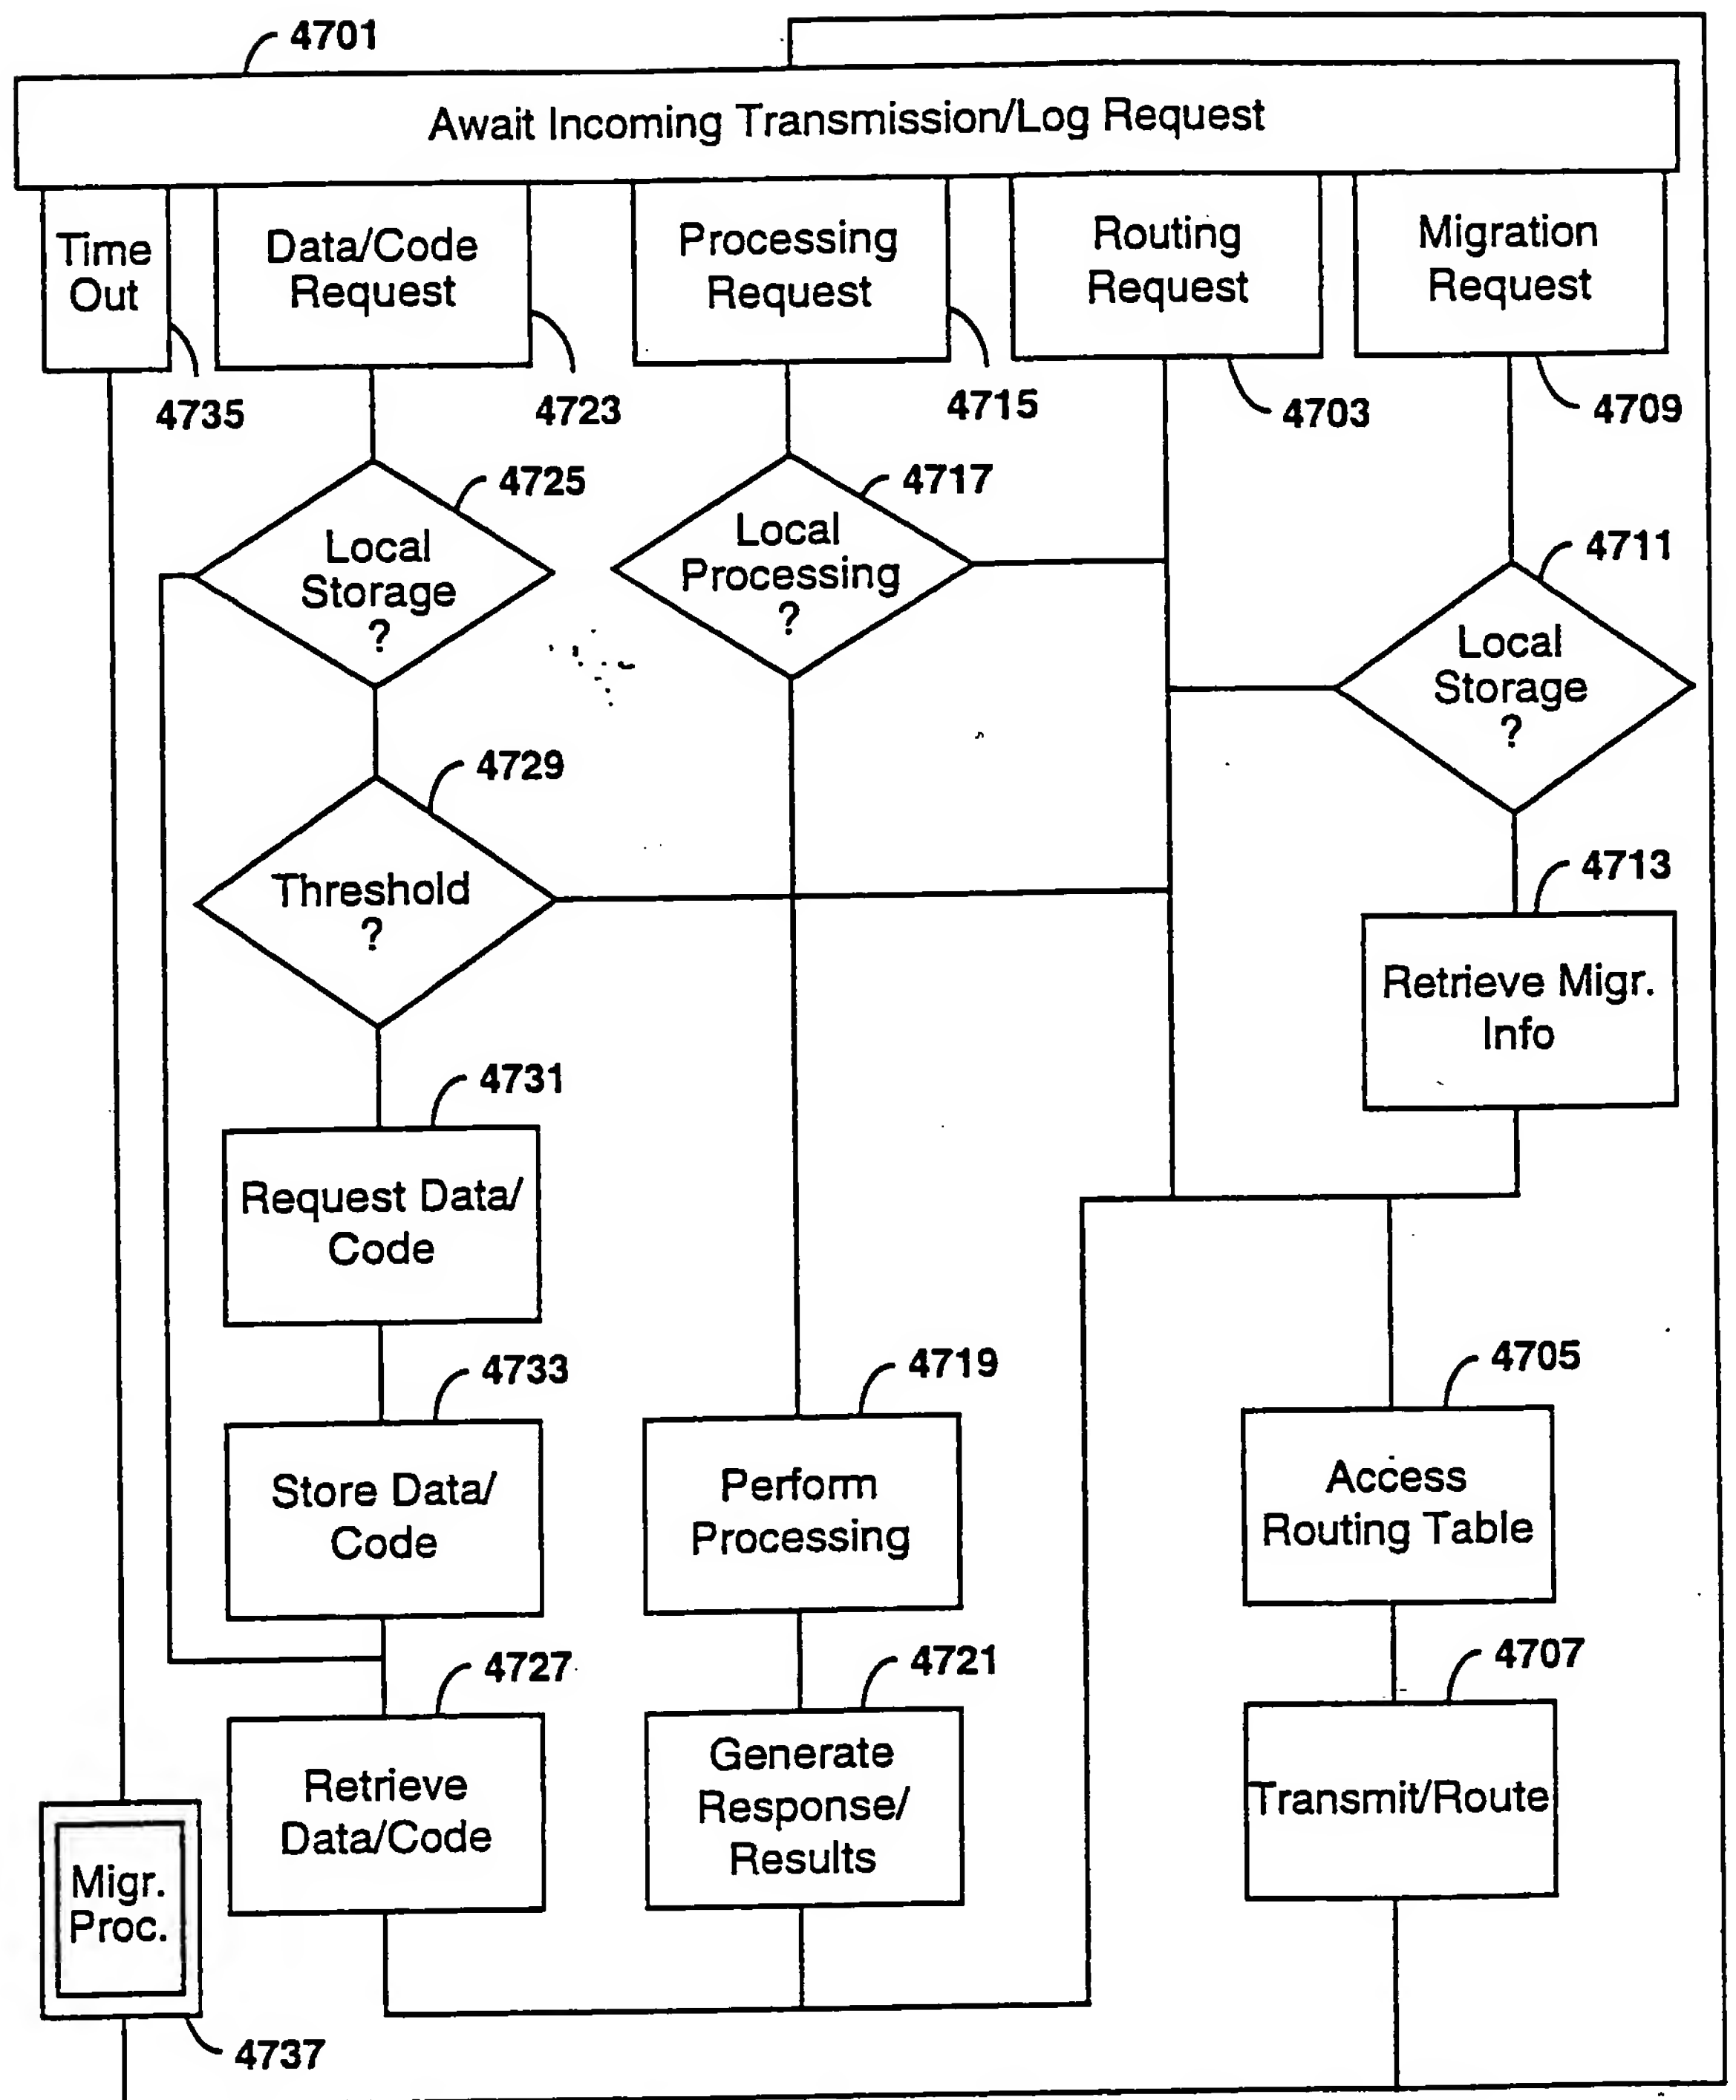 4701
Await Incoming Transmission/Log Request
Time
Out
Data/Code
Request
Processing
Request
Routing
Request
Migration
Request
4735
4723
4715
4703
4709
4725
Local
Storage
?
4717
Local
Processing
?
4711
Local
Storage
?
4729
Threshold
?
4713
Retrieve Migr.
Info
4731
Request Data/
Code
4733
Store Data/
Code
4719
Perform
Processing
4705
Access
Routing Table
4727
Retrieve
Data/Code
4721
Generate
Response/
Results
4707
Transmit/Route
Migr.
Proc.
4737